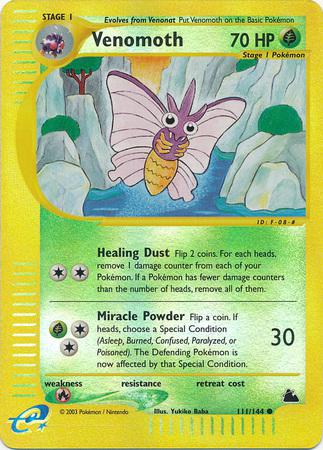 STAGE 1
Evolves from Venonat Put Venomoth on the Basic Pokémon
Venomoth 70 HP
Stage 1 Pokémon
ID: F-08-#
Healing Dust Flip 2 coins. For each heads,
remove 1 damage counter from each of your
Pokémon. If a Pokémon has fewer damage counters
than the number of heads, remove all of them.
Miracle Powder Flip a coin. If
heads, choose a Special Condition
(Asleep, Burned, Confused, Paralyzed, or
Poisoned). The Defending Pokémon is
now affected by that Special Condition.
30
weakness resistance retreat cost
e
© 2003 Pokémon / Nintendo Illus. Yukiko Baba 111/144